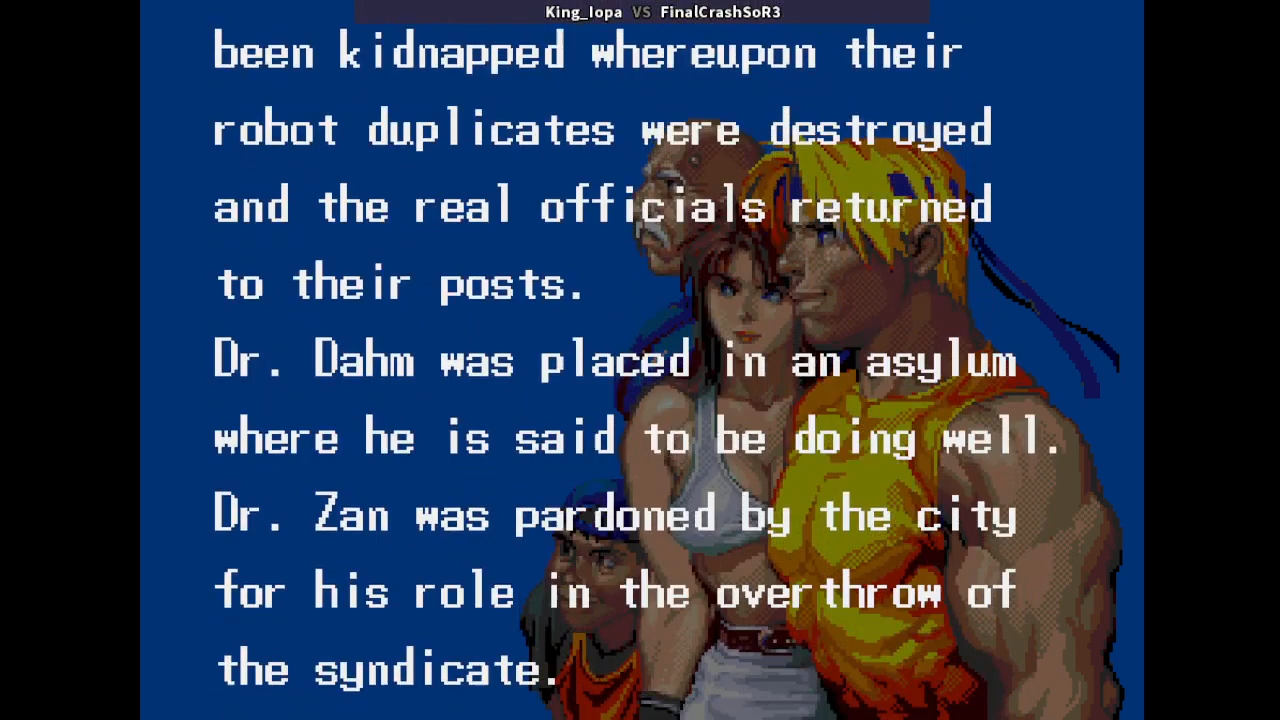 King_Iopa VS FinalCrashSoR3
been kidnapped whereupon their
robot duplicates were destroyed
and the real officials returned
to their posts.
Dr. Dahm was placed in an asylum
where he is said to be doing well.
Dr. Zan was pardoned by the city
for his role in the overthrow of
the syndicate.